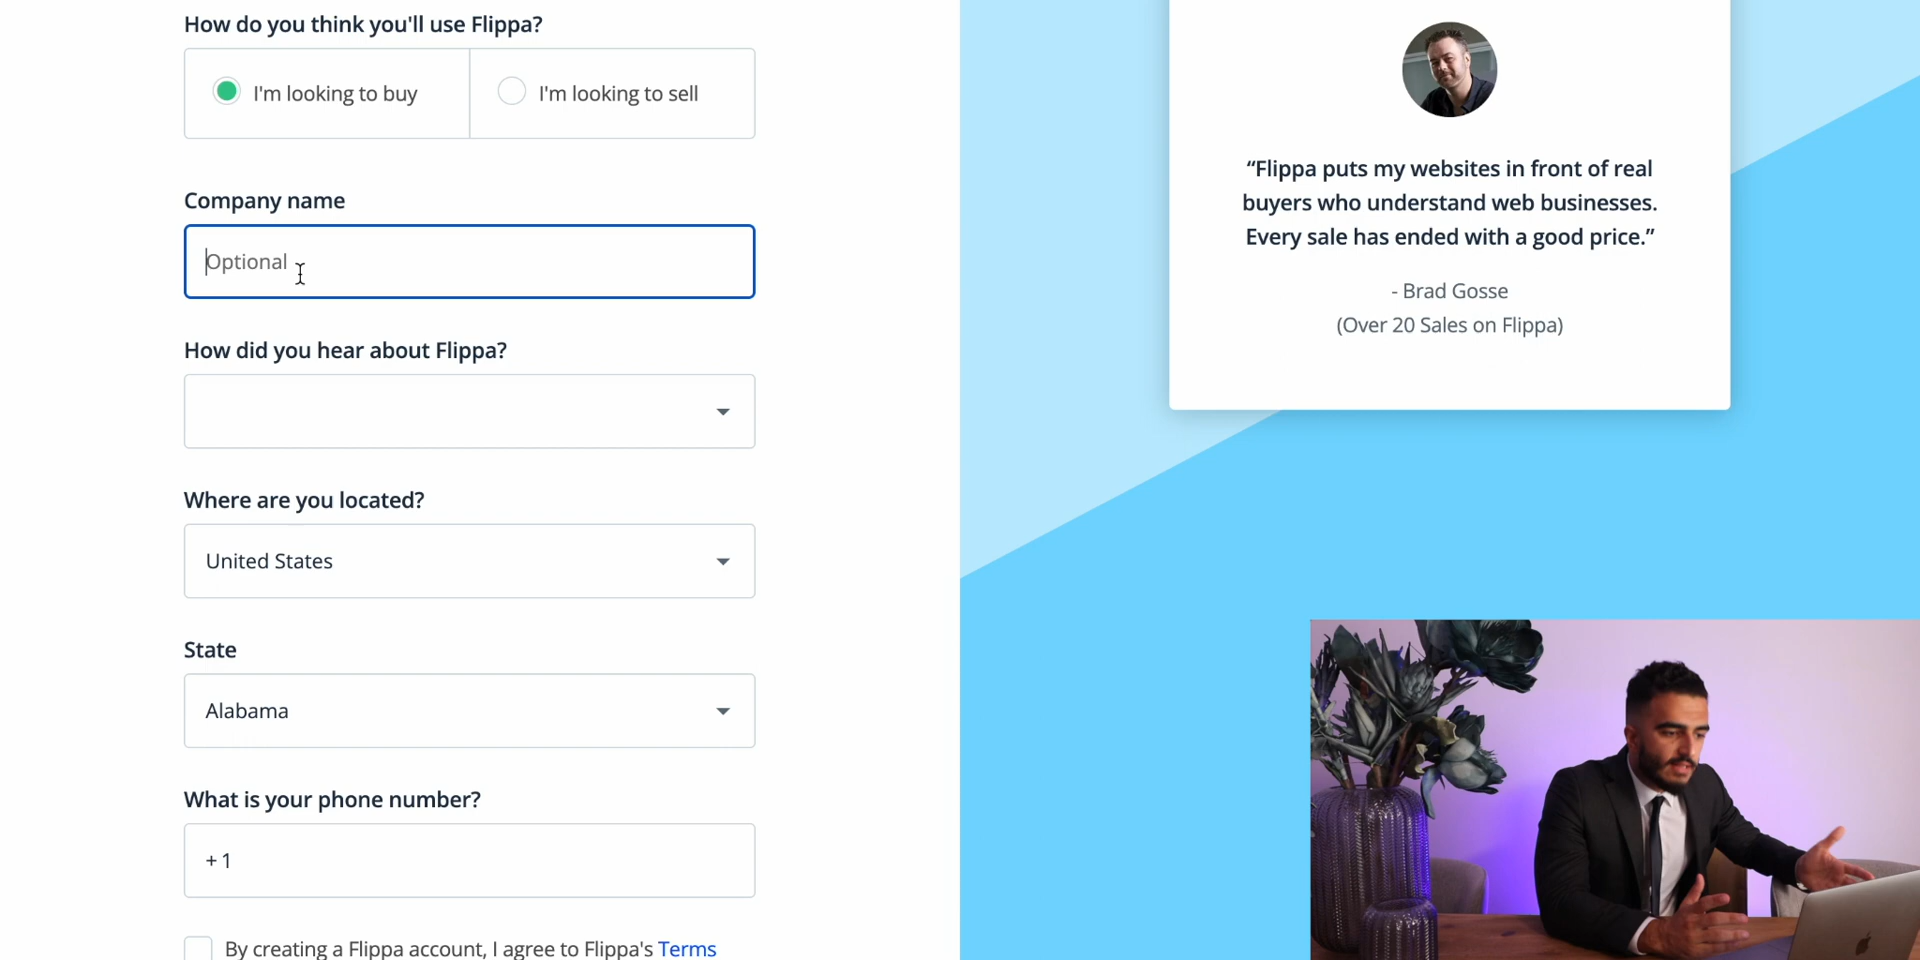 How do you think you'll use Flippa?
I'm looking to buy
I'm looking to sell
Company name
Optional
How did you hear about Flippa?
Where are you located?
United States
State
Alabama
What is your phone number?
+ 1
By creating a Flippa account, I agree to Flippa's Terms
“Flippa puts my websites in front of real
buyers who understand web businesses.
Every sale has ended with a good price.”
- Brad Gosse
(Over 20 Sales on Flippa)